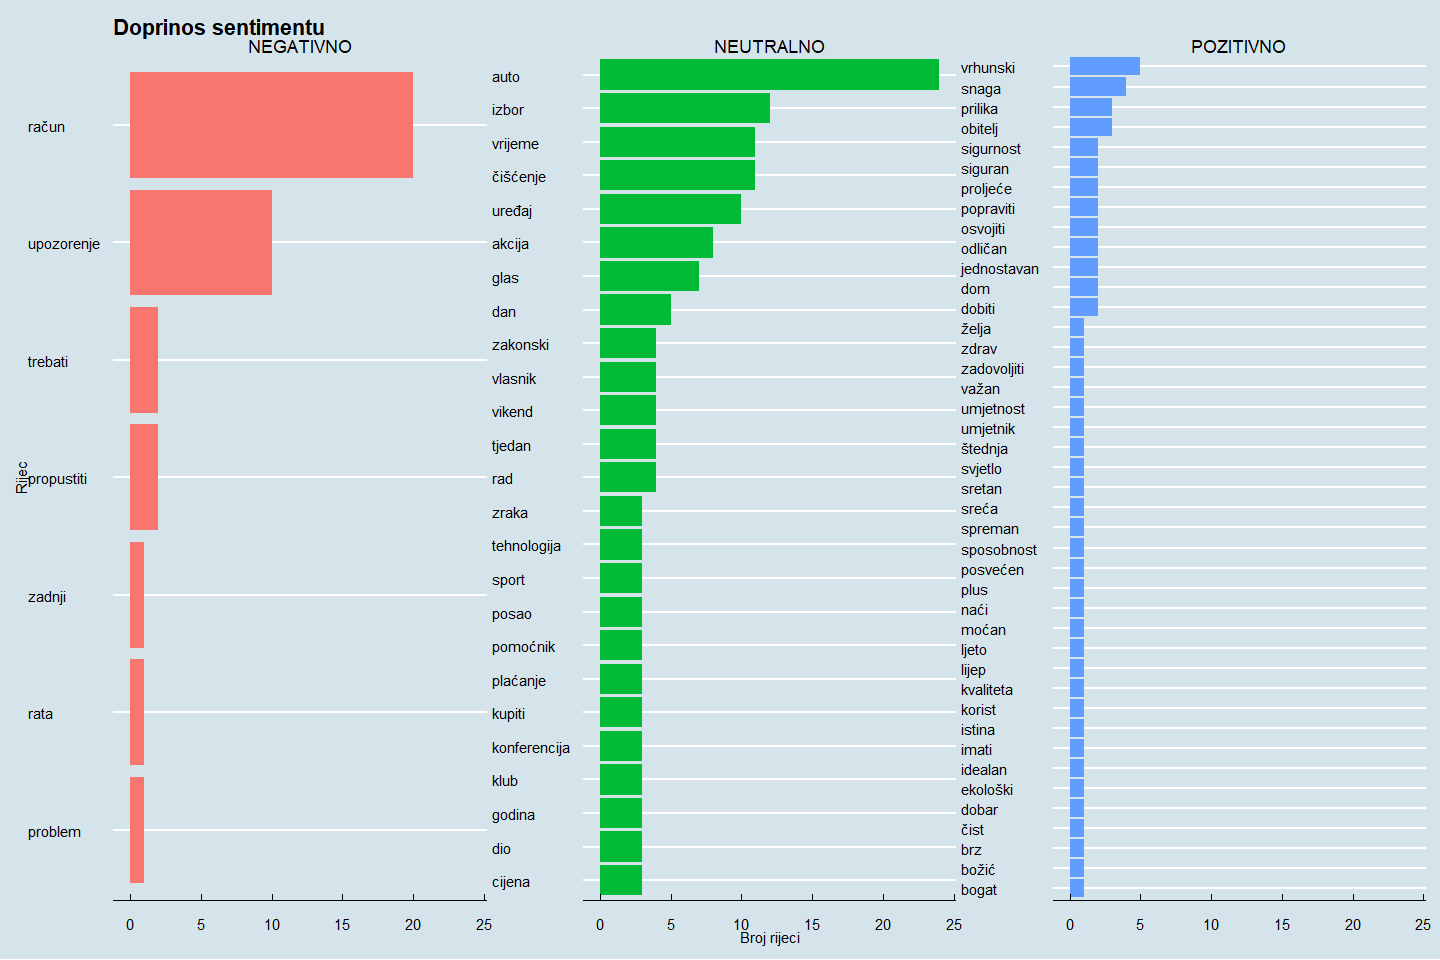 Doprinos sentimentu
NEGATIVNO
račun
upozorenje
trebati
propustiti
zadnji
rata
problem
0 5 10 15 20 25
NEUTRALNO
auto
izbor
vrijeme
čišćenje
uređaj
akcija
glas
dan
zakonski
vlasnik
vikend
tjedan
rad
zraka
tehnologija
sport
posao
pomoćnik
plaćanje
kupiti
konferencija
klub
godina
dio
cijena
0 5 10 15 20 25
POZITIVNO
vrhunski
snaga
prilika
obitelj
sigurnost
siguran
proljeće
popraviti
osvojiti
odličan
jednostavan
dom
dobiti
želja
zdrav
zadovoljiti
važan
umjetnost
umjetnik
štednja
svjetlo
sretan
sreća
spreman
sposobnost
posvećen
plus
naći
moćan
ljeto
lijep
kvaliteta
korist
istina
imati
idealan
ekološki
dobar
čist
brz
božić
bogat
0 5 10 15 20 25
Rijec
Broj rijeci